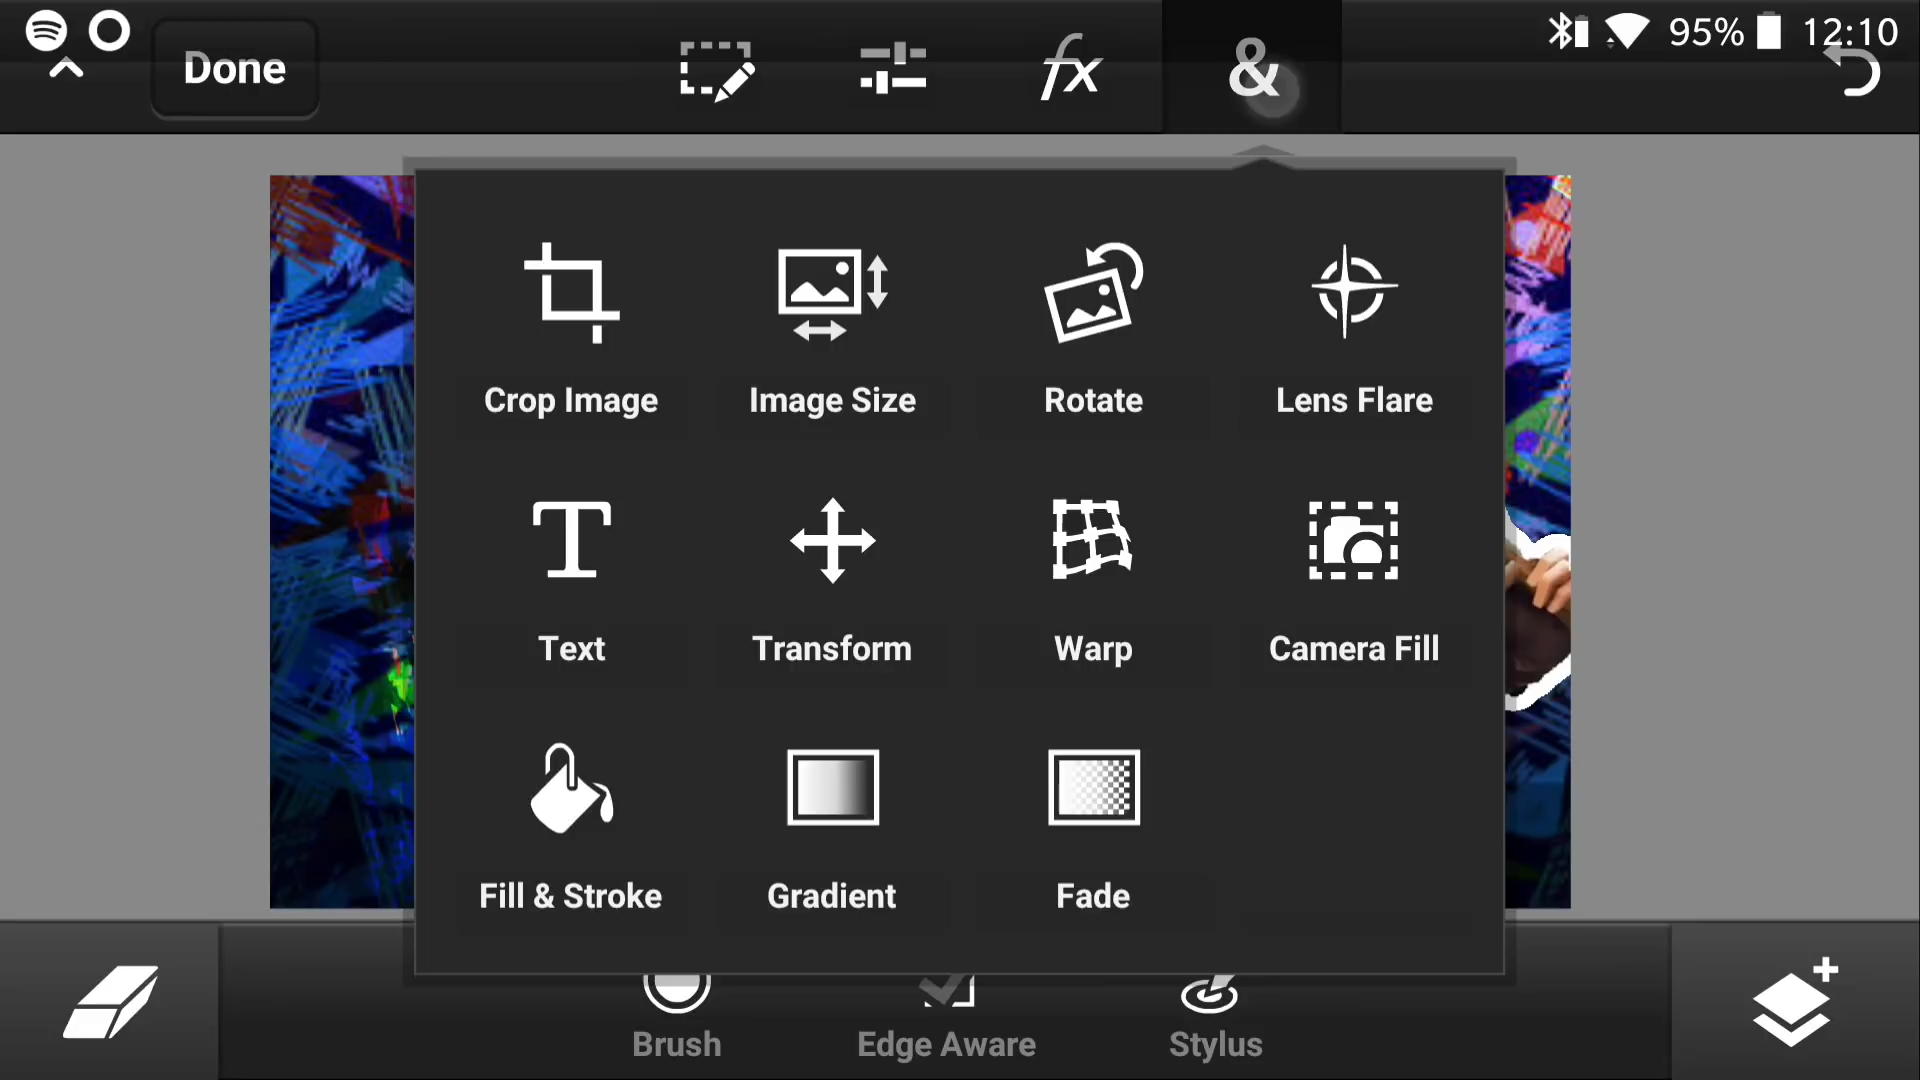 95% 12:10
Done fx &
Crop Image Image Size Rotate Lens Flare
Text Transform Warp Camera Fill
Fill & Stroke Gradient Fade
Brush Edge Aware Stylus